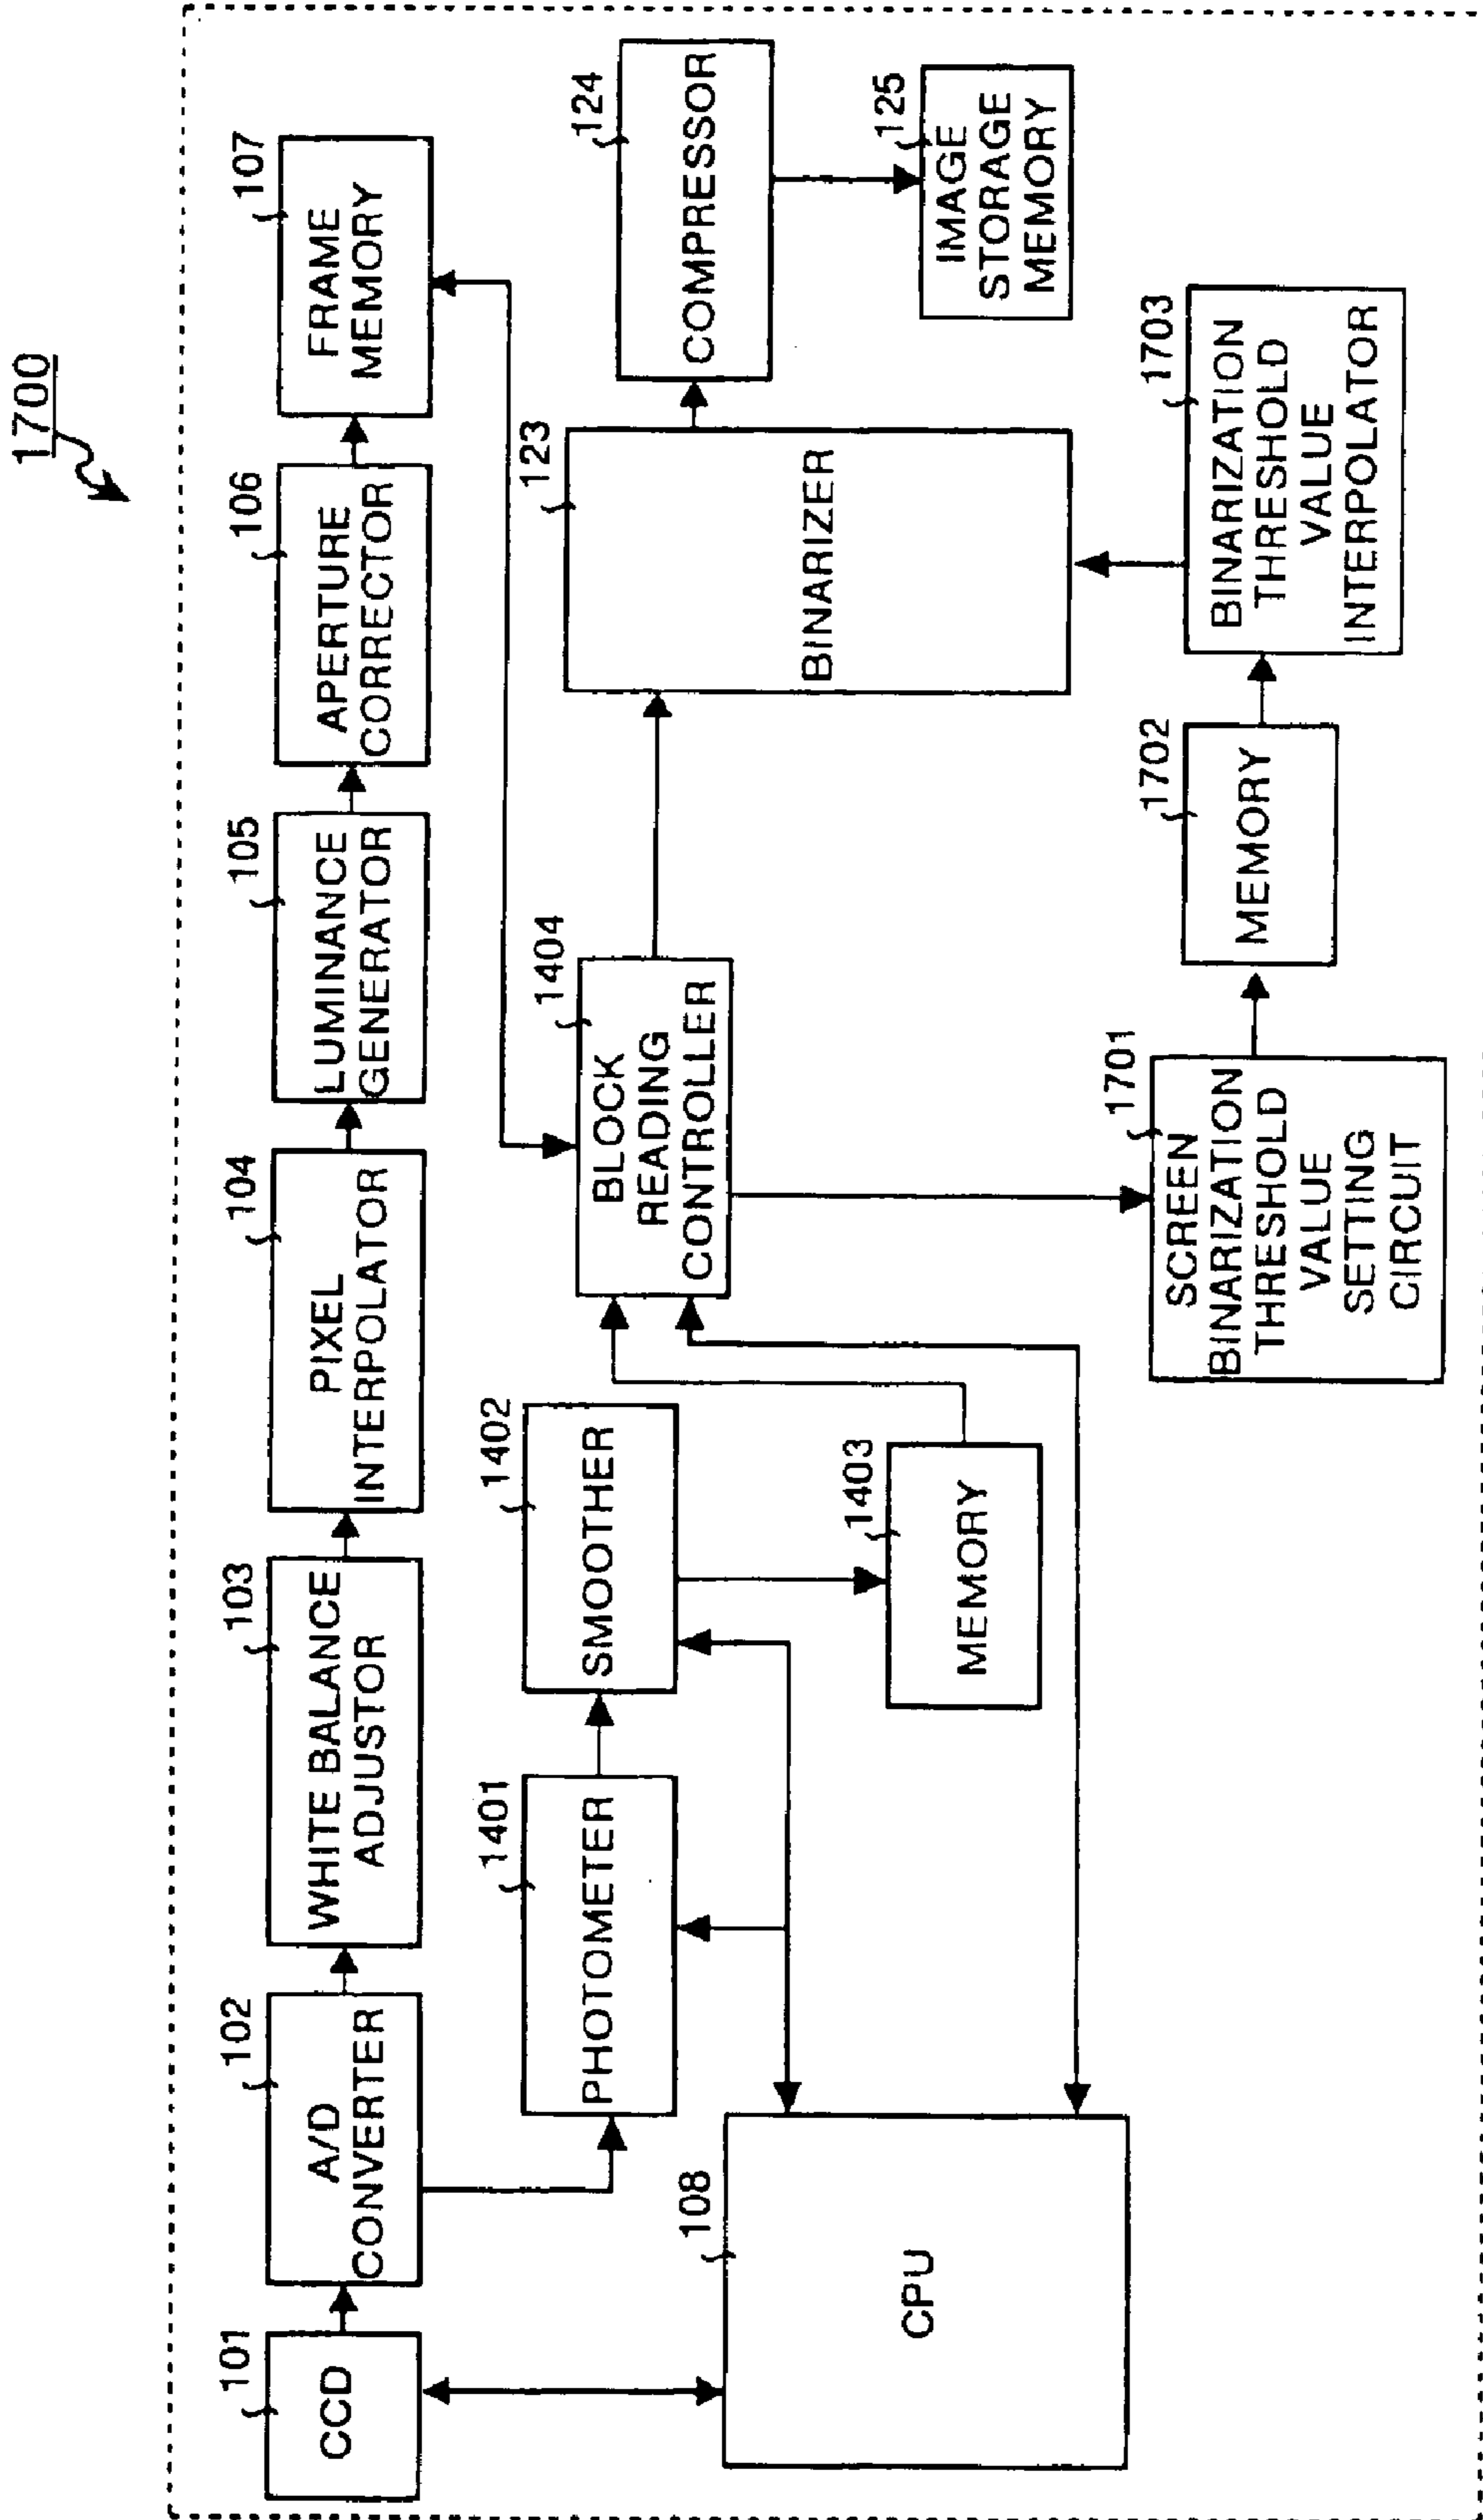 1700
101
CCD
102
A/D
CONVERTER
103
WHITE BALANCE
ADJUSTOR
104
PIXEL
INTERPOLATOR
105
LUMINANCE
GENERATOR
106
APERTURE
CORRECTOR
107
FRAME
MEMORY
1401
PHOTOMETER
1402
SMOOTHER
1403
MEMORY
108
CPU
1404
BLOCK
READING
CONTROLLER
123
BINARIZER
124
COMPRESSOR
125
IMAGE
STORAGE
MEMORY
1701
SCREEN
BINARIZATION
THRESHOLD
VALUE
SETTING
CIRCUIT
1702
MEMORY
1703
BINARIZATION
THRESHOLD
VALUE
INTERPOLATOR